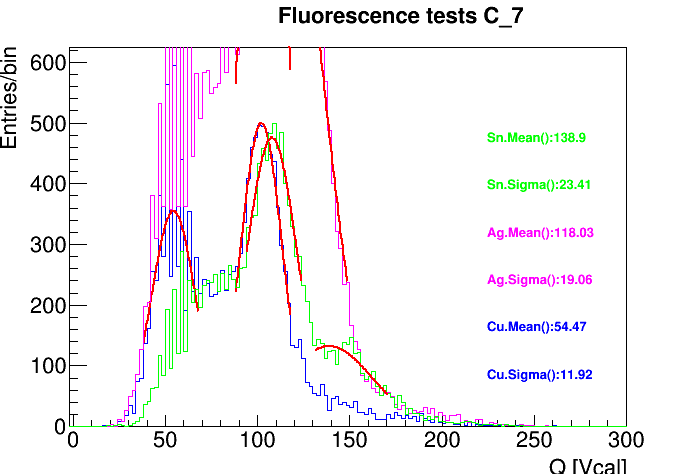 Fluorescence tests C_7
Entries/bin
600
500
400
300
200
100
0
Sn.Mean():138.9
Sn.Sigma():23.41
Ag.Mean():118.03
Ag.Sigma():19.06
Cu.Mean():54.47
Cu.Sigma():11.92
0 50 100 150 200 250 300
Q [Vcal]